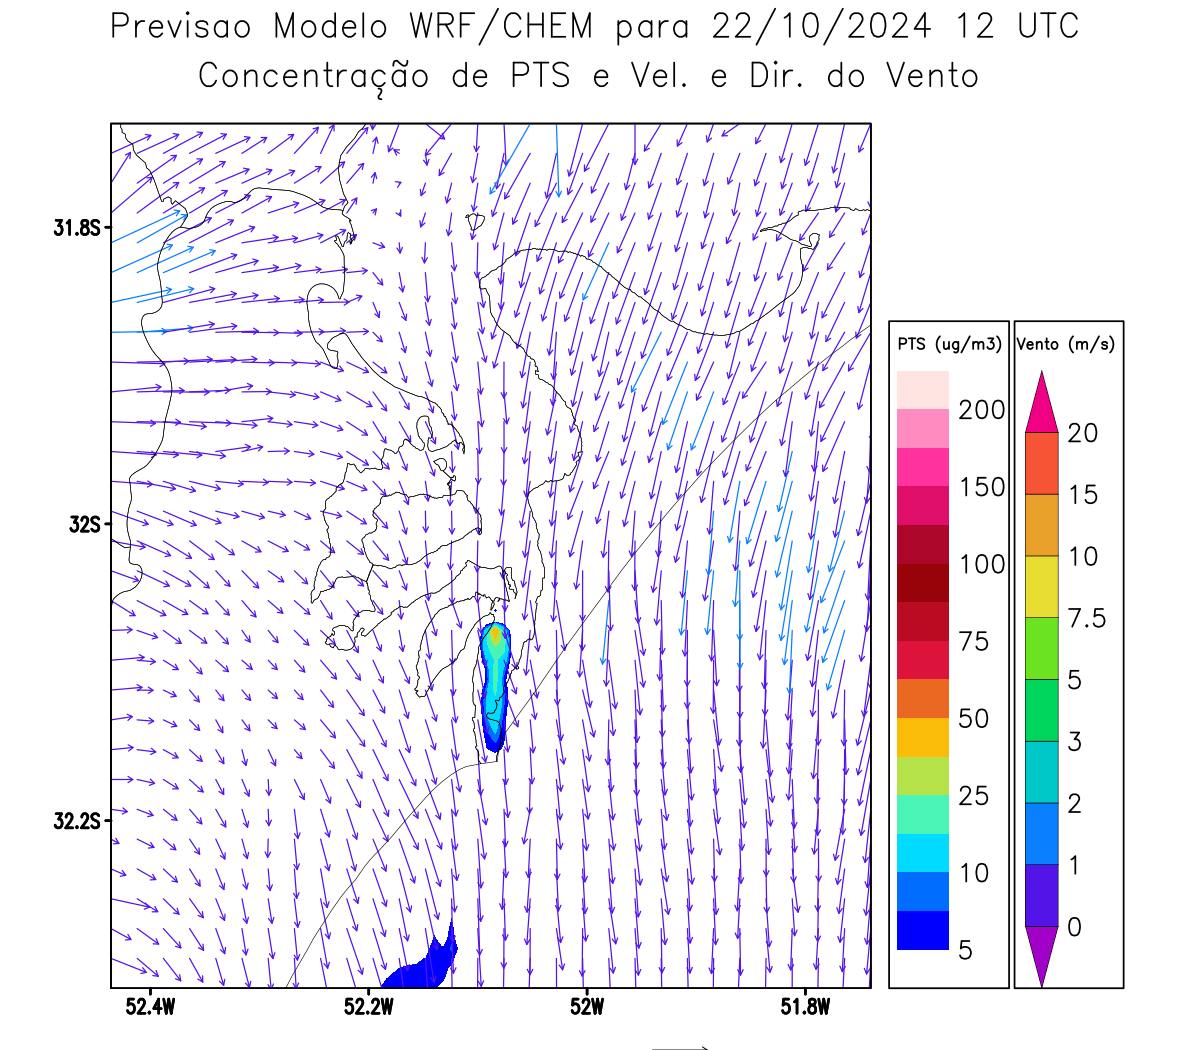 Previsao Modelo WRF/CHEM para 22/10/2024 12 UTC
Concentração de PTS e Vel. e Dir. do Vento
31.8S
32S
32.2S
52.4W
52.2W
52W
51.8W
PTS (ug/m3)
200
150
100
75
50
25
10
5
Vento (m/s)
20
15
10
7.5
5
3
2
1
0